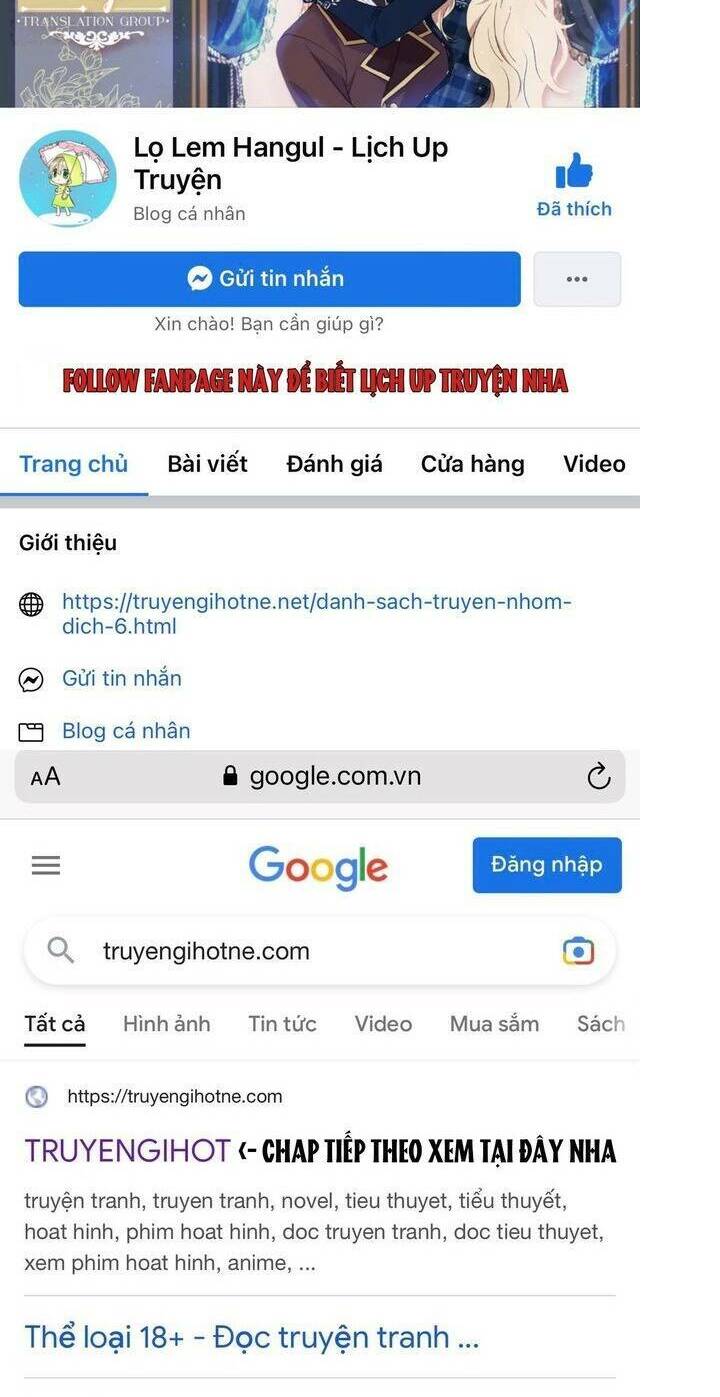 •TRANSLATION GROUP•
Lọ Lem Hangul - Lịch Up
Truyện
Blog cá nhân
Đã thích
Gửi tin nhắn
•••
Xin chào! Bạn cần giúp gì?
FOLLOW FANPAGE NÀY ĐỂ BIẾT LỊCH UP TRUYỆN NHA
Trang chủ Bài viết Đánh giá Cửa hàng Video
Giới thiệu
https://truyengihotne.net/danh-sach-truyen-nhom-
dich-6.html
Gửi tin nhắn
Blog cá nhân
AA google.com.vn
Google Đăng nhập
truyengihotne.com
Tất cả Hình ảnh Tin tức Video Mua sắm Sách
https://truyengihotne.com
TRUYENGIHOT <- CHAP TIẾP THEO XEM TẠI ĐÂY NHA
truyện tranh, truyen tranh, novel, tieu thuyet, tiểu thuyết,
hoat hinh, phim hoat hinh, doc truyen tranh, doc tieu thuyet,
xem phim hoat hinh, anime, ...
Thể loại 18+ - Đọc truyện tranh ...